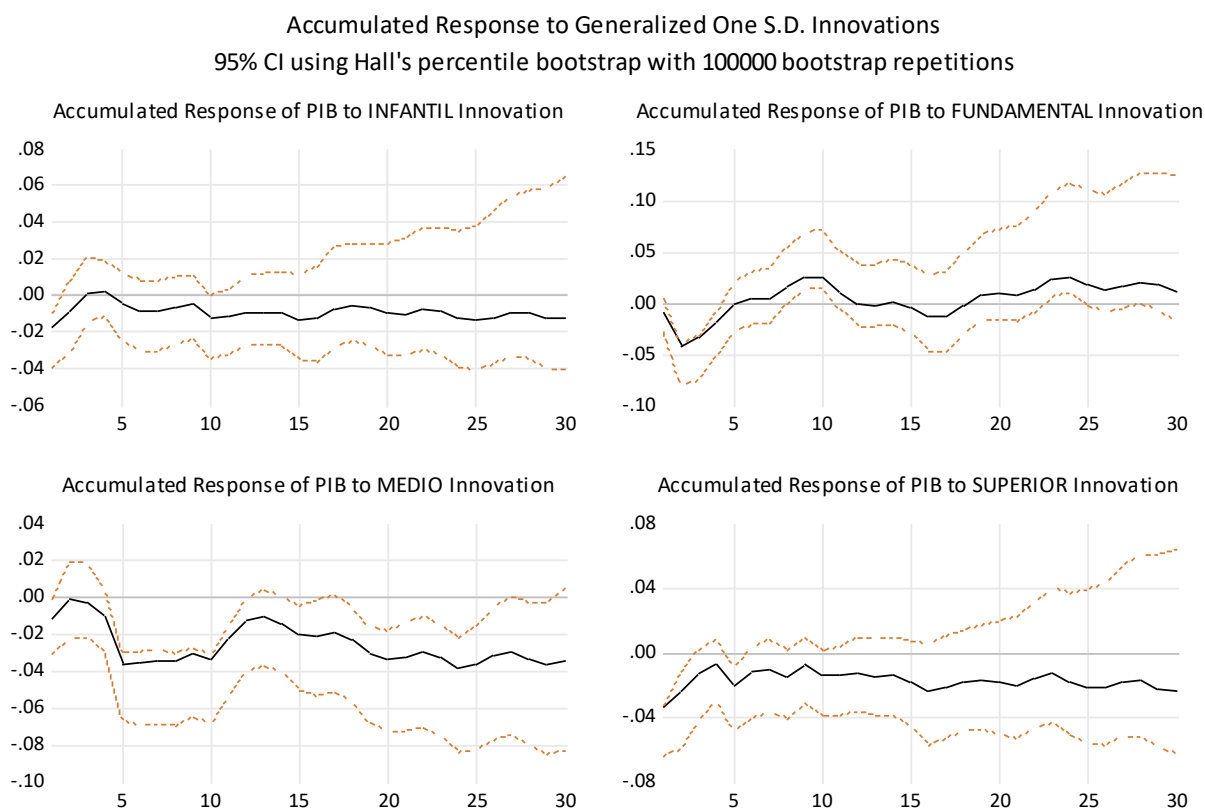 Accumulated Response to Generalized One S.D. Innovations
95% CI using Hall's percentile bootstrap with 100000 bootstrap repetitions
Accumulated Response of PIB to INFANTIL Innovation
.08
.06
.04
.02
.00
-.02
-.04
-.06
5 10 15 20 25 30
Accumulated Response of PIB to FUNDAMENTAL Innovation
.15
.10
.05
.00
-.05
-.10
5 10 15 20 25 30
Accumulated Response of PIB to MEDIO Innovation
.04
.02
.00
-.02
-.04
-.06
-.08
-.10
5 10 15 20 25 30
Accumulated Response of PIB to SUPERIOR Innovation
.08
.04
.00
-.04
-.08
5 10 15 20 25 30